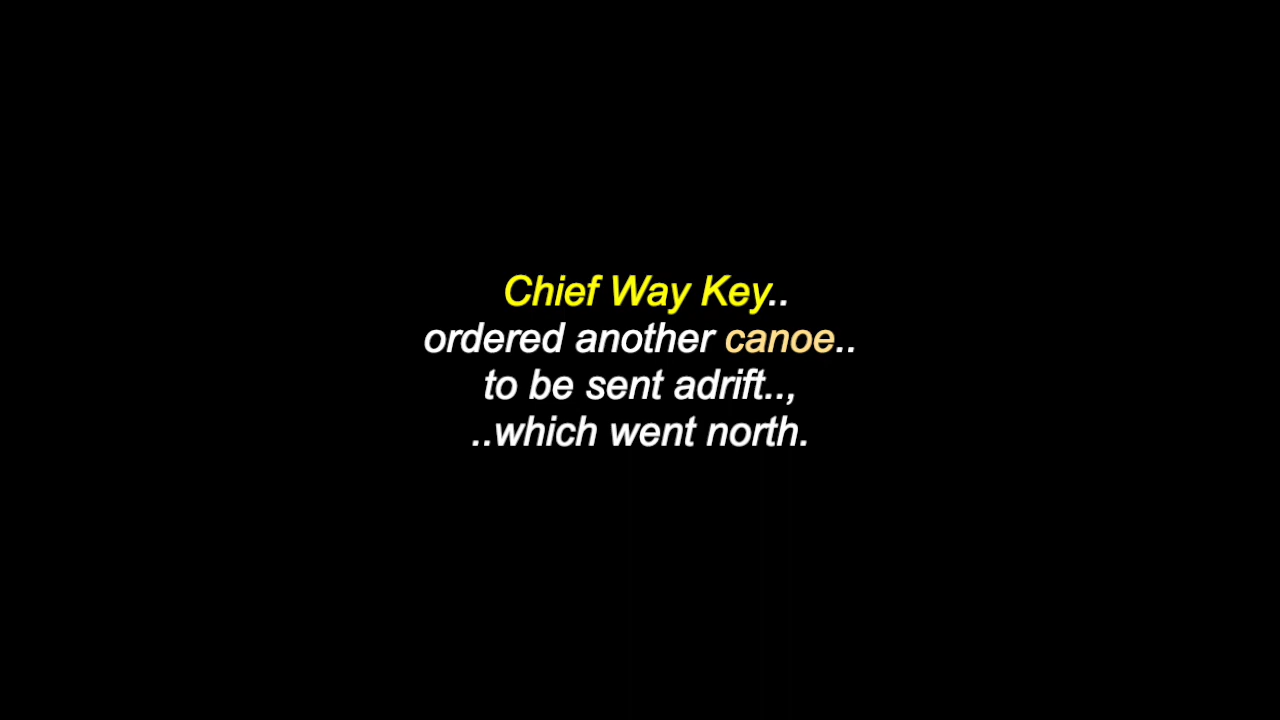 Chief Way Key..
ordered another canoe..
to be sent adrift..,
..which went north.